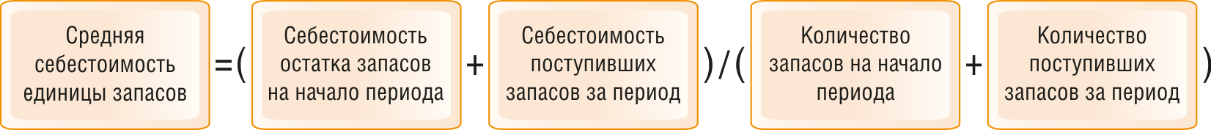 Средняя
себестоимость
единицы запасов
=(
Себестоимость
остатка запасов
на начало периода
+
Себестоимость
поступивших
запасов за период
)/(
Количество
запасов на начало
периода
+
Количество
поступивших
запасов за период
)